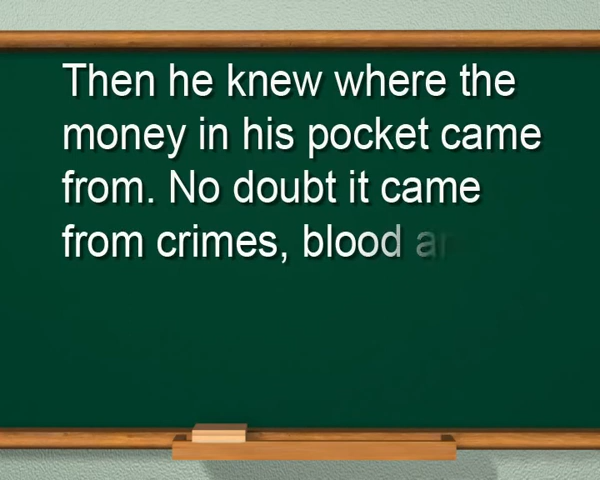 Then he knew where the
money in his pocket came
from. No doubt it came
from crimes, blood